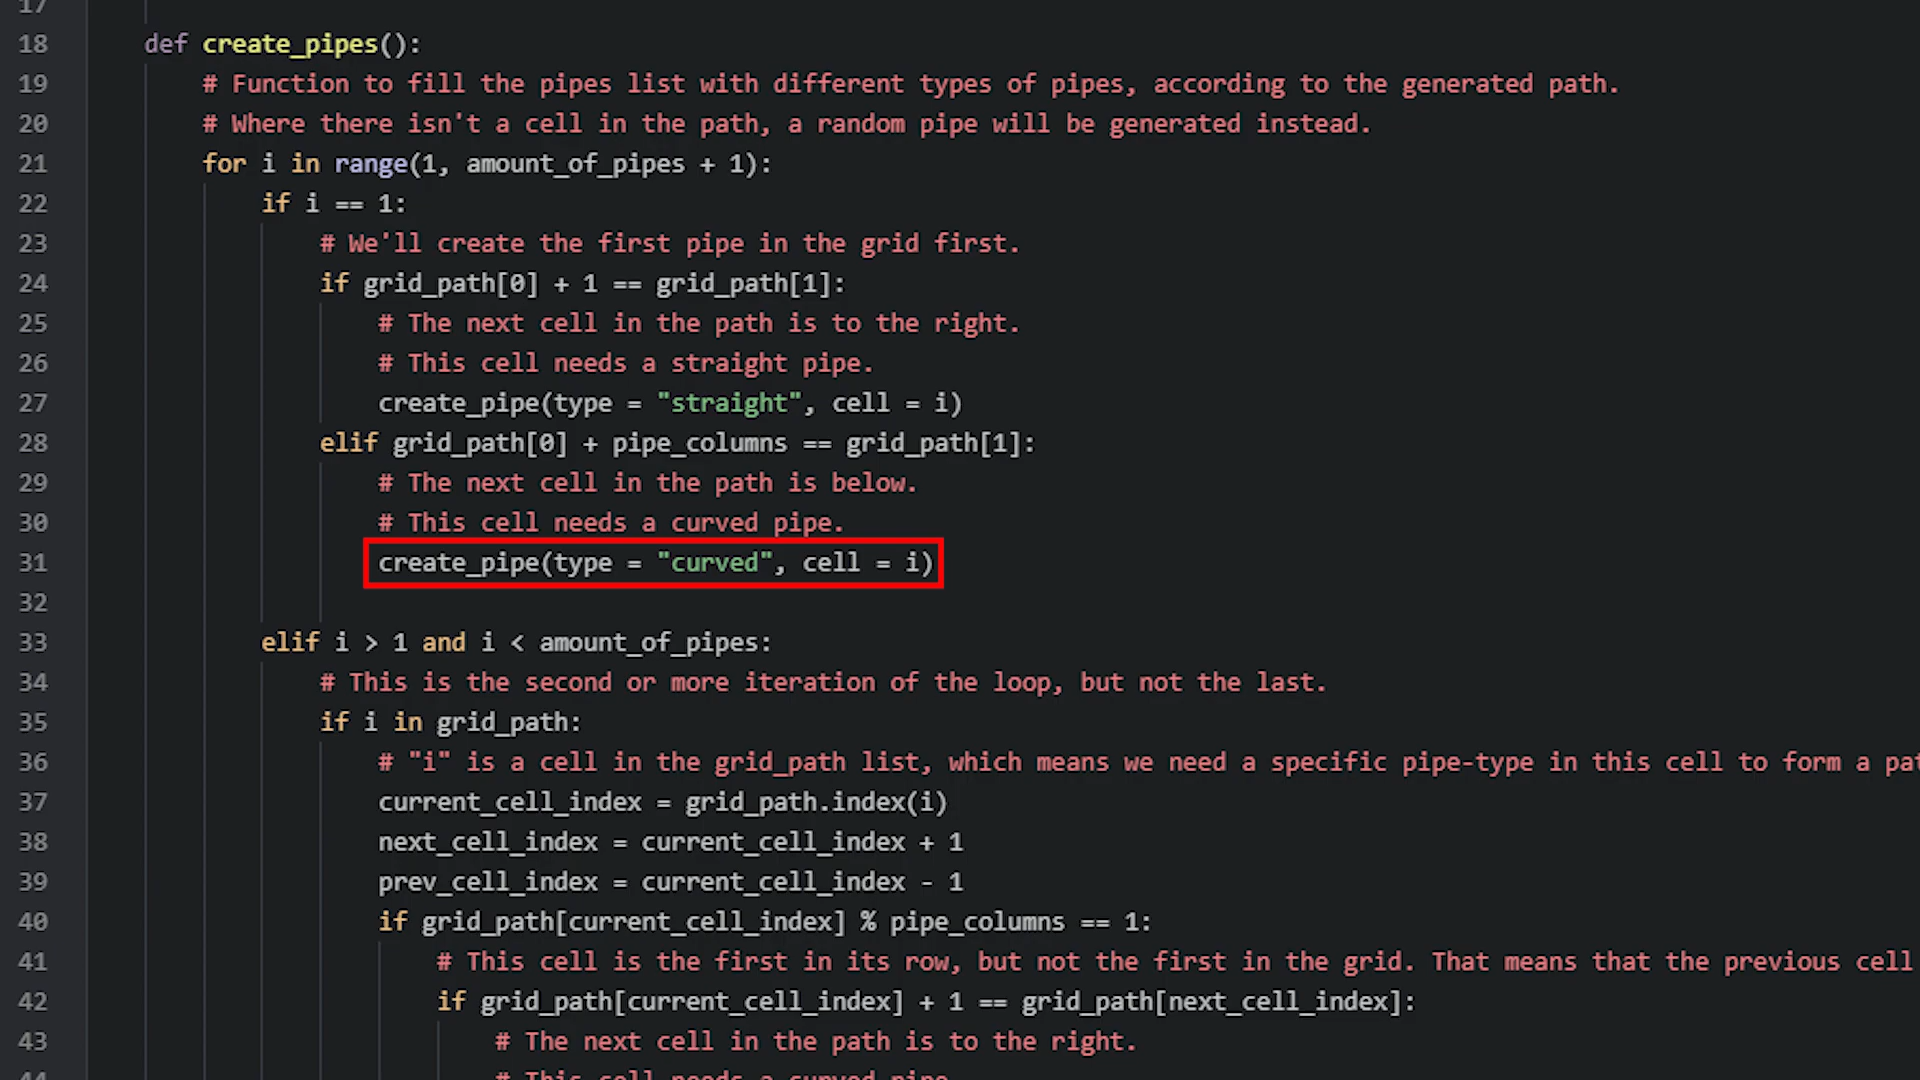 17
18 def create_pipes():
19 # Function to fill the pipes list with different types of pipes, according to the generated path.
20 # Where there isn't a cell in the path, a random pipe will be generated instead.
21 for i in range(1, amount_of_pipes + 1):
22 if i == 1:
23 # We'll create the first pipe in the grid first.
24 if grid_path[0] + 1 == grid_path[1]:
25 # The next cell in the path is to the right.
26 # This cell needs a straight pipe.
27 create_pipe(type = "straight", cell = i)
28 elif grid_path[0] + pipe_columns == grid_path[1]:
29 # The next cell in the path is below.
30 # This cell needs a curved pipe.
31 create_pipe(type = "curved", cell = i)
32
33 elif i > 1 and i < amount_of_pipes:
34 # This is the second or more iteration of the loop, but not the last.
35 if i in grid_path:
36 # "i" is a cell in the grid_path list, which means we need a specific pipe-type in this cell to form a pat
37 current_cell_index = grid_path.index(i)
38 next_cell_index = current_cell_index + 1
39 prev_cell_index = current_cell_index - 1
40 if grid_path[current_cell_index] % pipe_columns == 1:
41 # This cell is the first in its row, but not the first in the grid. That means that the previous cell
42 if grid_path[current_cell_index] + 1 == grid_path[next_cell_index]:
43 # The next cell in the path is to the right.
44 # This cell needs a curved pipe.